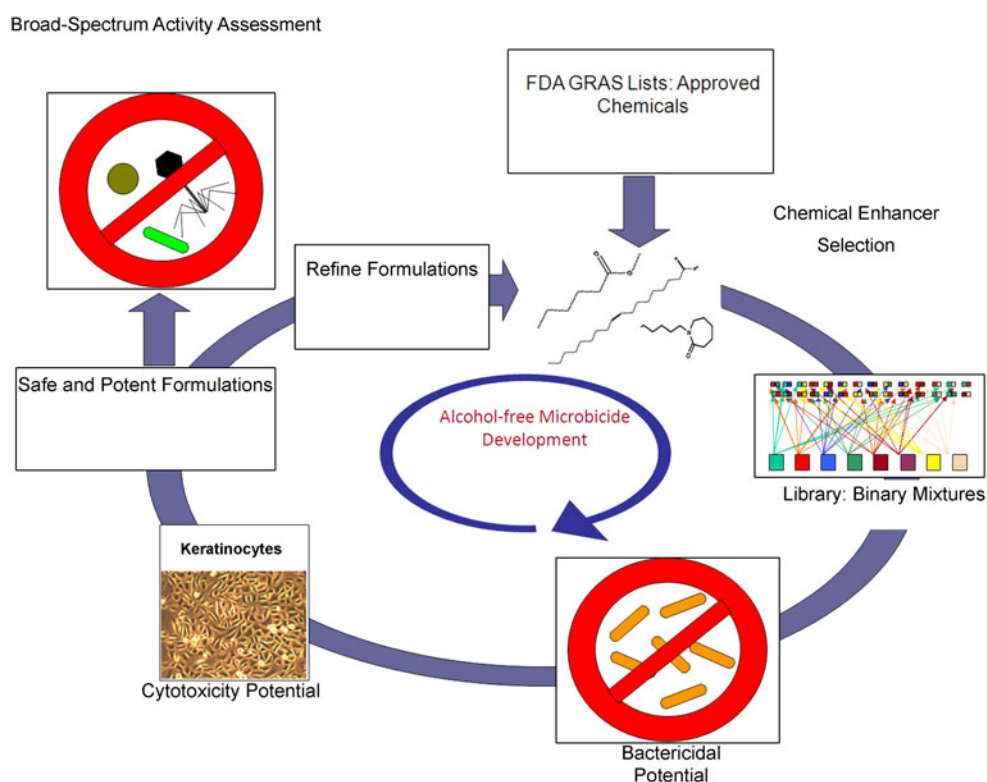 Broad-Spectrum Activity Assessment
FDA GRAS Lists: Approved
Chemicals
Chemical Enhancer
Selection
Refine Formulations
Safe and Potent Formulations
Alcohol-free Microbicide
Development
Library: Binary Mixtures
Keratinocytes
Cytotoxicity Potential
Bactericidal
Potential
O
O
N
O